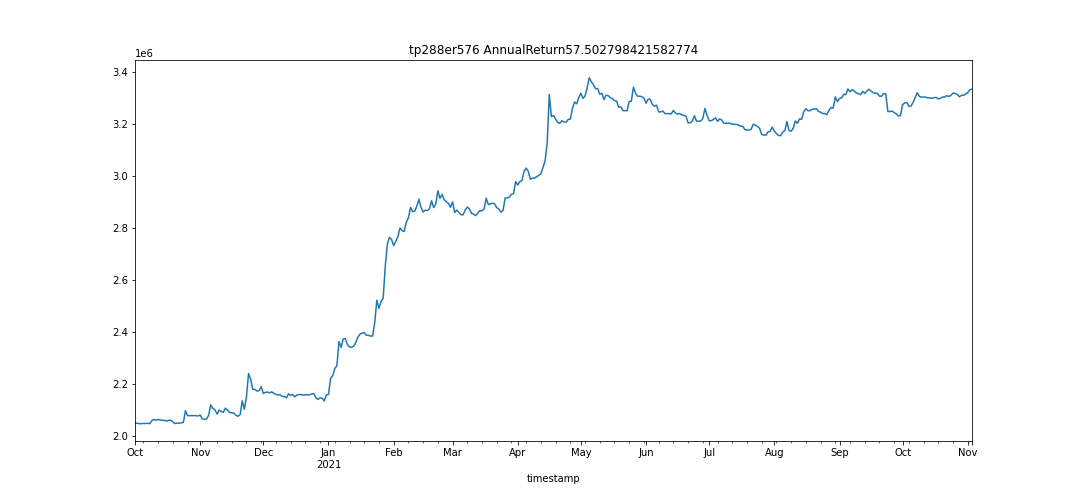 tp288er576 AnnualReturn57.502798421582774
1e6
3.4
3.2
3.0
2.8
2.6
2.4
2.2
2.0
Oct Nov Dec Jan Feb Mar Apr May Jun Jul Aug Sep Oct Nov
2021
timestamp